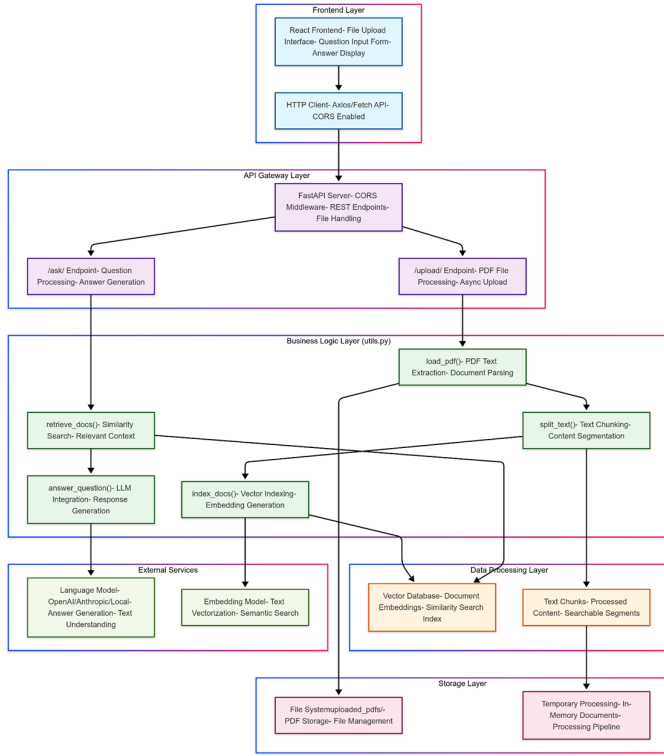 Frontend Layer
React Frontend- File Upload
Interface- Question Input Form-
Answer Display
HTTP Client- Axios/Fetch API-
CORS Enabled
API Gateway Layer
FastAPI Server- CORS
Middleware- REST Endpoints-
File Handling
/ask/ Endpoint- Question
Processing- Answer Generation
/upload/ Endpoint- PDF File
Processing- Async Upload
Business Logic Layer (utils.py)
load_pdf()- PDF Text
Extraction- Document Parsing
retrieve_docs()- Similarity
Search- Relevant Context
split_text()- Text Chunking-
Content Segmentation
answer_question()- LLM
Integration- Response
Generation
index_docs()- Vector Indexing-
Embedding Generation
External Services
Language Model-
OpenAI/Anthropic/Local-
Answer Generation- Text
Understanding
Embedding Model- Text
Vectorization- Semantic Search
Data Processing Layer
Vector Database- Document
Embeddings- Similarity Search
Index
Text Chunks- Processed
Content- Searchable Segments
Storage Layer
File Systemuploaded_pdfs/-
PDF Storage- File Management
Temporary Processing- In-
Memory Documents-
Processing Pipeline